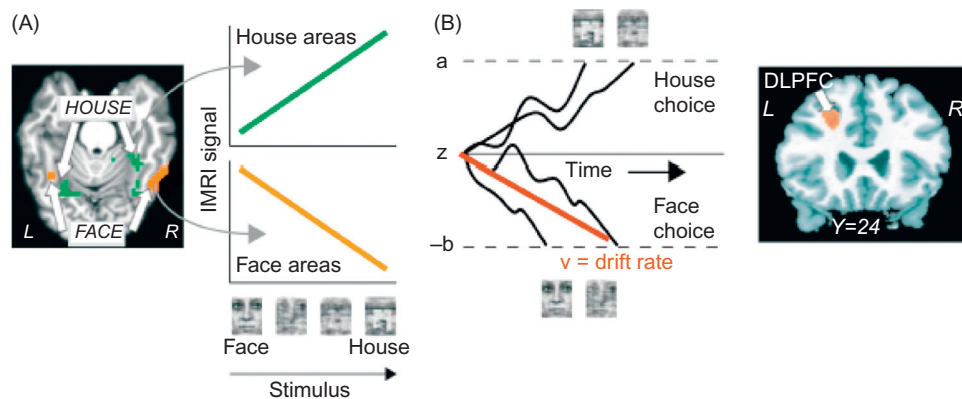 (A)
HOUSE
FACE
L
R
IMRI signal
House areas
Face areas
Face
House
Stimulus
(B)
a
z
–b
House
choice
Time
Face
choice
v = drift rate
DLPFC
L
R
Y=24